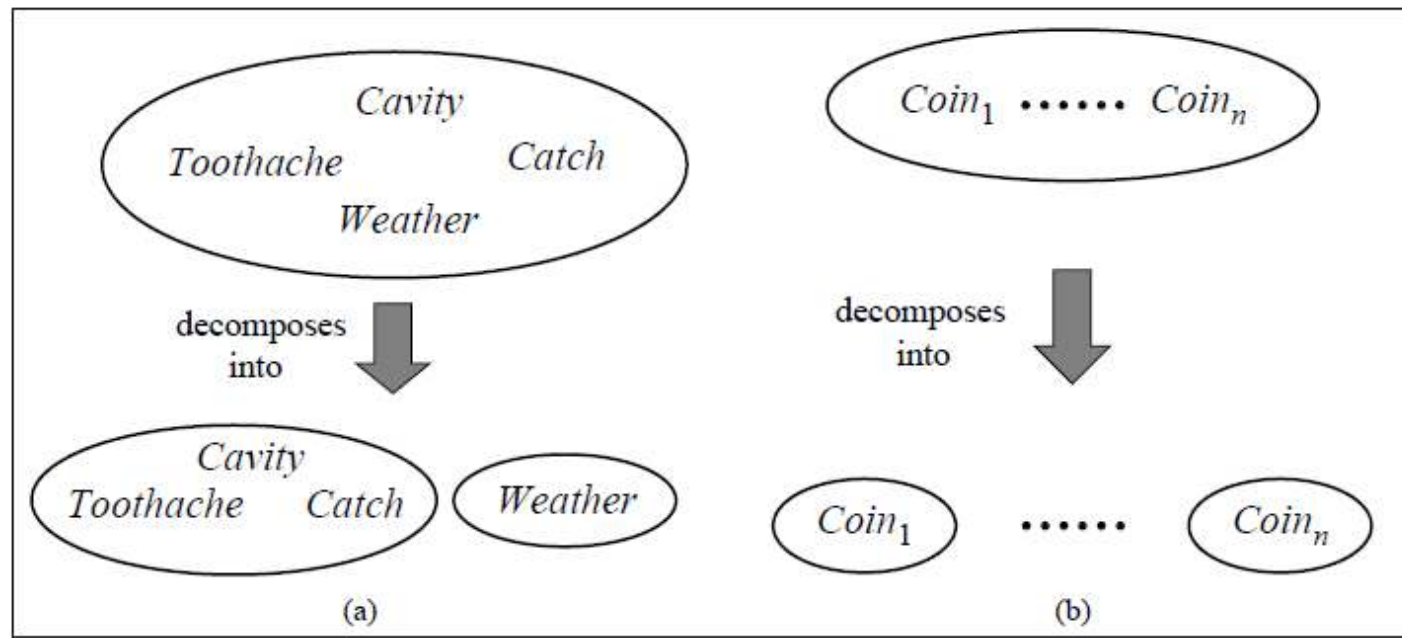 Cavity
Toothache Catch
Weather
decomposes
into
Cavity
Toothache Catch
Weather
(a)
Coin₁ ...... Coinₙ
decomposes
into
Coin₁ ...... Coinₙ
(b)